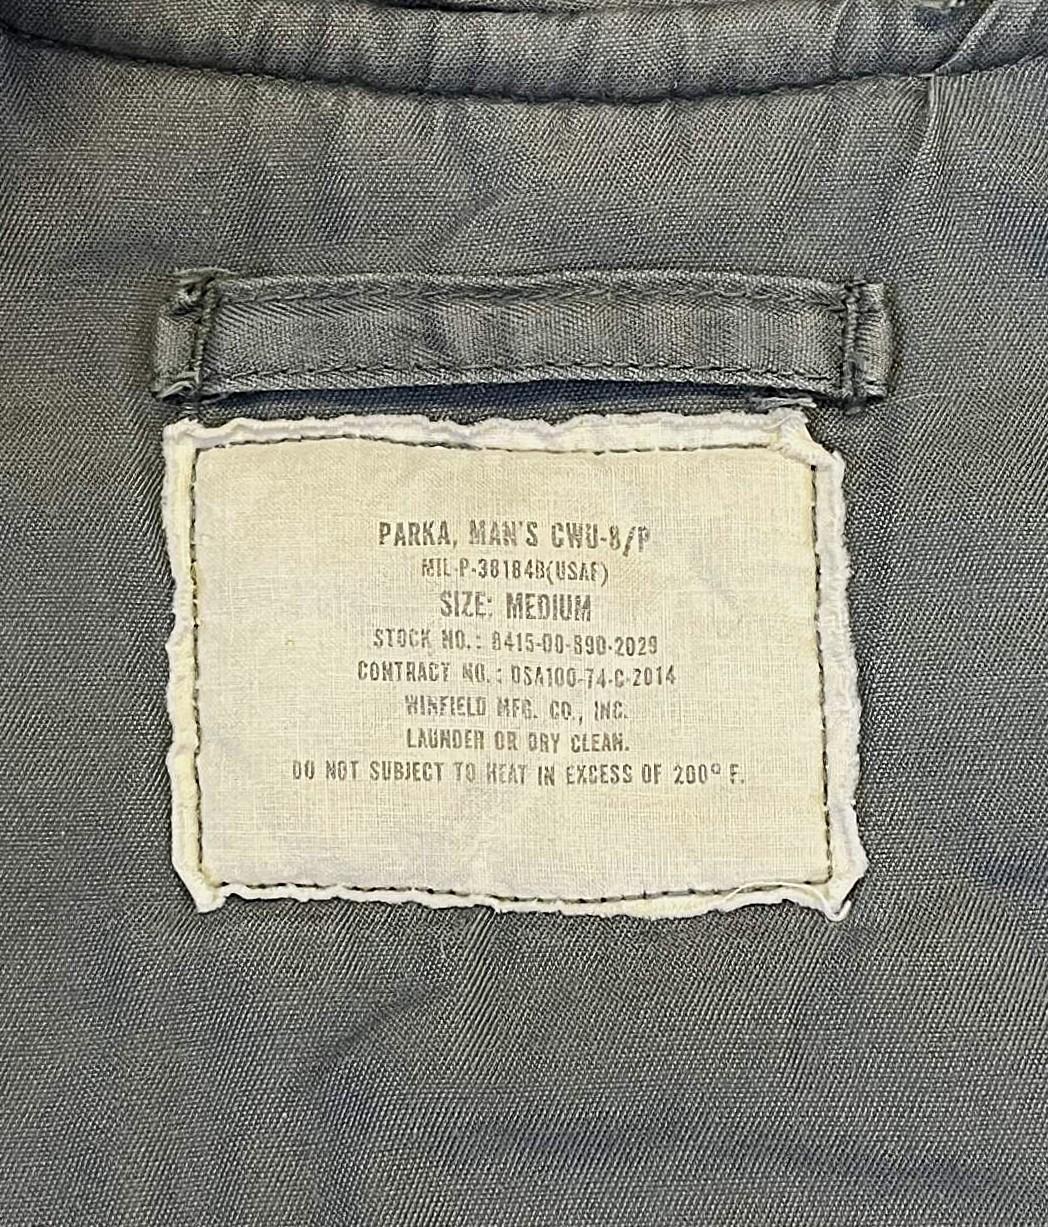 PARKA, MAN'S CWU-8/P
MIL-P-38184B(USAF)
SIZE: MEDIUM
STOCK NO.: 8415-00-890-2029
CONTRACT NO.: DSA100-74-C-2014
WINFIELD MFG. CO., INC.
LAUNDER OR DRY CLEAN.
DO NOT SUBJECT TO HEAT IN EXCESS OF 200° F.